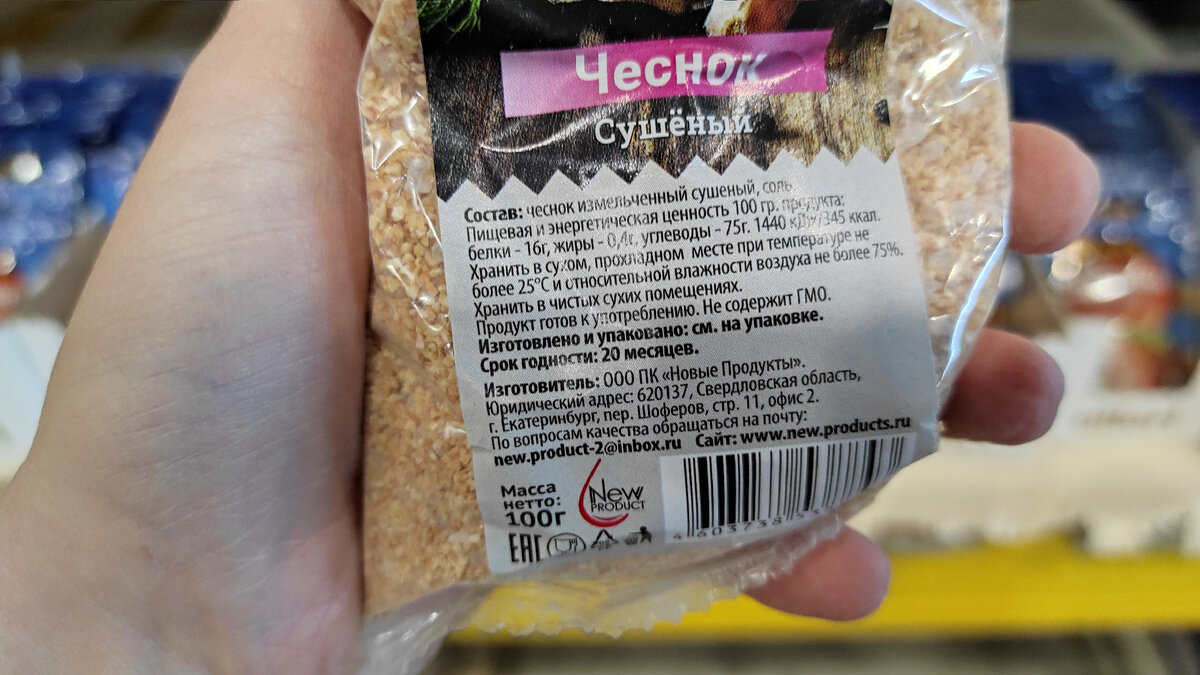 Чеснок
Сушёный
Состав: чеснок измельченный сушеный, соль.
Пищевая и энергетическая ценность 100 гр. продукта:
белки - 16г, жиры - 0,4г, углеводы - 75г. 1440 кДж/345 ккал.
Хранить в сухом, прохладном месте при температуре не
более 25°С и относительной влажности воздуха не более 75%.
Хранить в чистых сухих помещениях.
Продукт готов к употреблению. Не содержит ГМО.
Изготовлено и упаковано: см. на упаковке.
Срок годности: 20 месяцев.
Изготовитель: ООО ПК «Новые Продукты».
Юридический адрес: 620137, Свердловская область,
г. Екатеринбург, пер. Шоферов, стр. 11, офис 2.
По вопросам качества обращаться на почту:
new.product-2@inbox.ru Сайт: www.new.products.ru
Масса
нетто:
100г
New
PRODUCT
EAC